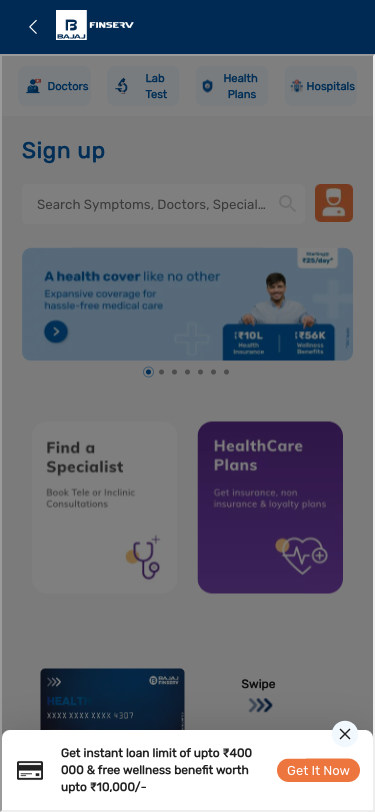 BAJAJ
FINSERV
Doctors
Lab
Test
Health
Plans
Hospitals
Sign up
Search Symptoms, Doctors, Special...
Starting@
₹25/day*
A health cover like no other
Expansive coverage for
hassle-free medical care
₹10L
Health
Insurance
₹56K
Wellness
Benefits
Find a
Specialist
Book Tele or Inclinic
Consultations
HealthCare
Plans
Get insurance, non
insurance & loyalty plans
BAJAJ
FINSERV
HEALTH
XXXX XXXX XXXX 4307
Swipe
Get instant loan limit of upto ₹400
000 & free wellness benefit worth
upto ₹10,000/-
Get It Now